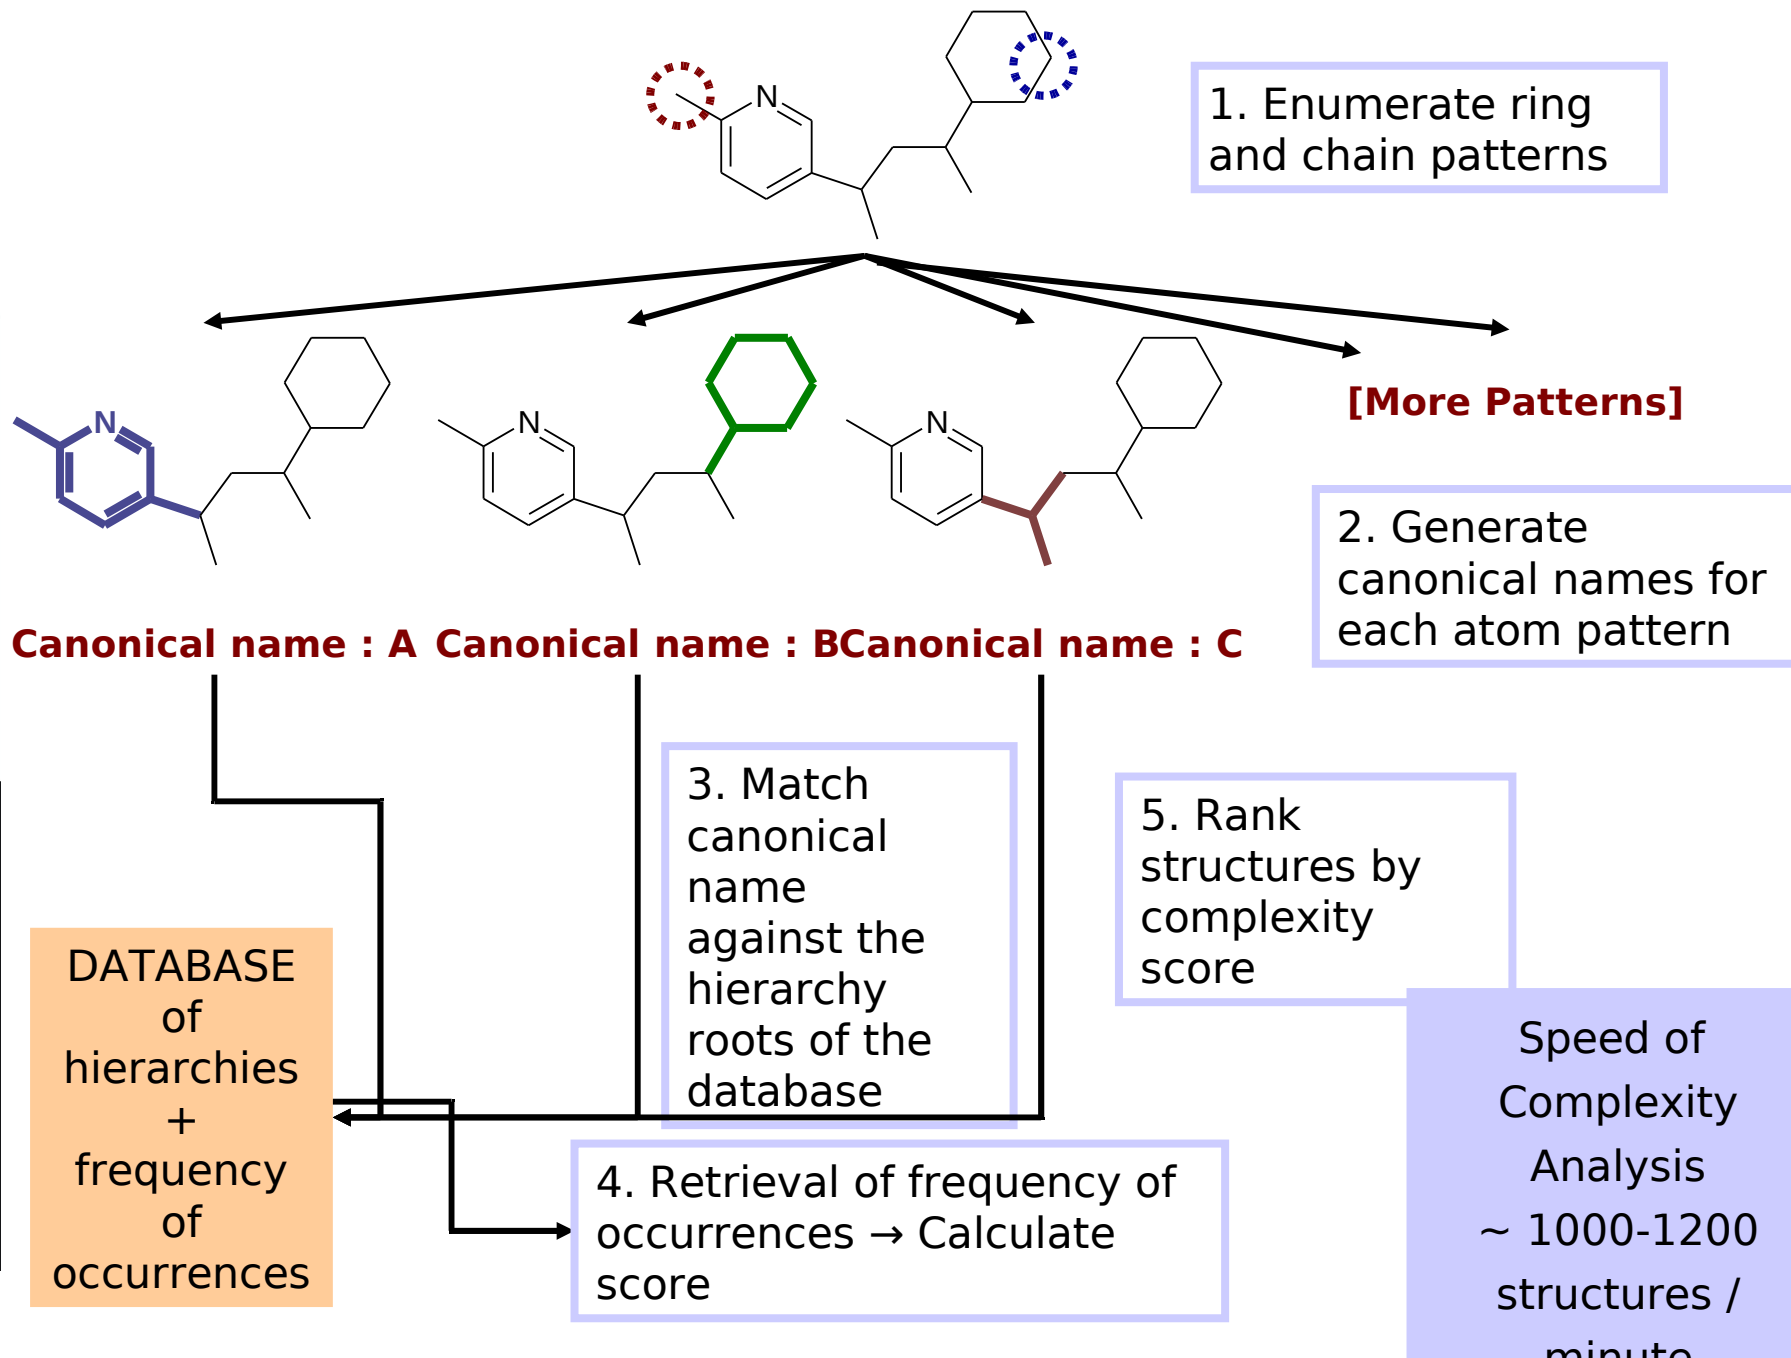 N
1. Enumerate ring
and chain patterns
N
N
N
[More Patterns]
2. Generate
canonical names for
each atom pattern
Canonical name : A
Canonical name : B
Canonical name : C
3. Match
canonical
name
against the
hierarchy
roots of the
database
5. Rank
structures by
complexity
score
DATABASE
of
hierarchies
+
frequency
of
occurrences
4. Retrieval of frequency of
occurrences → Calculate
score
Speed of
Complexity
Analysis
~ 1000-1200
structures /
minute